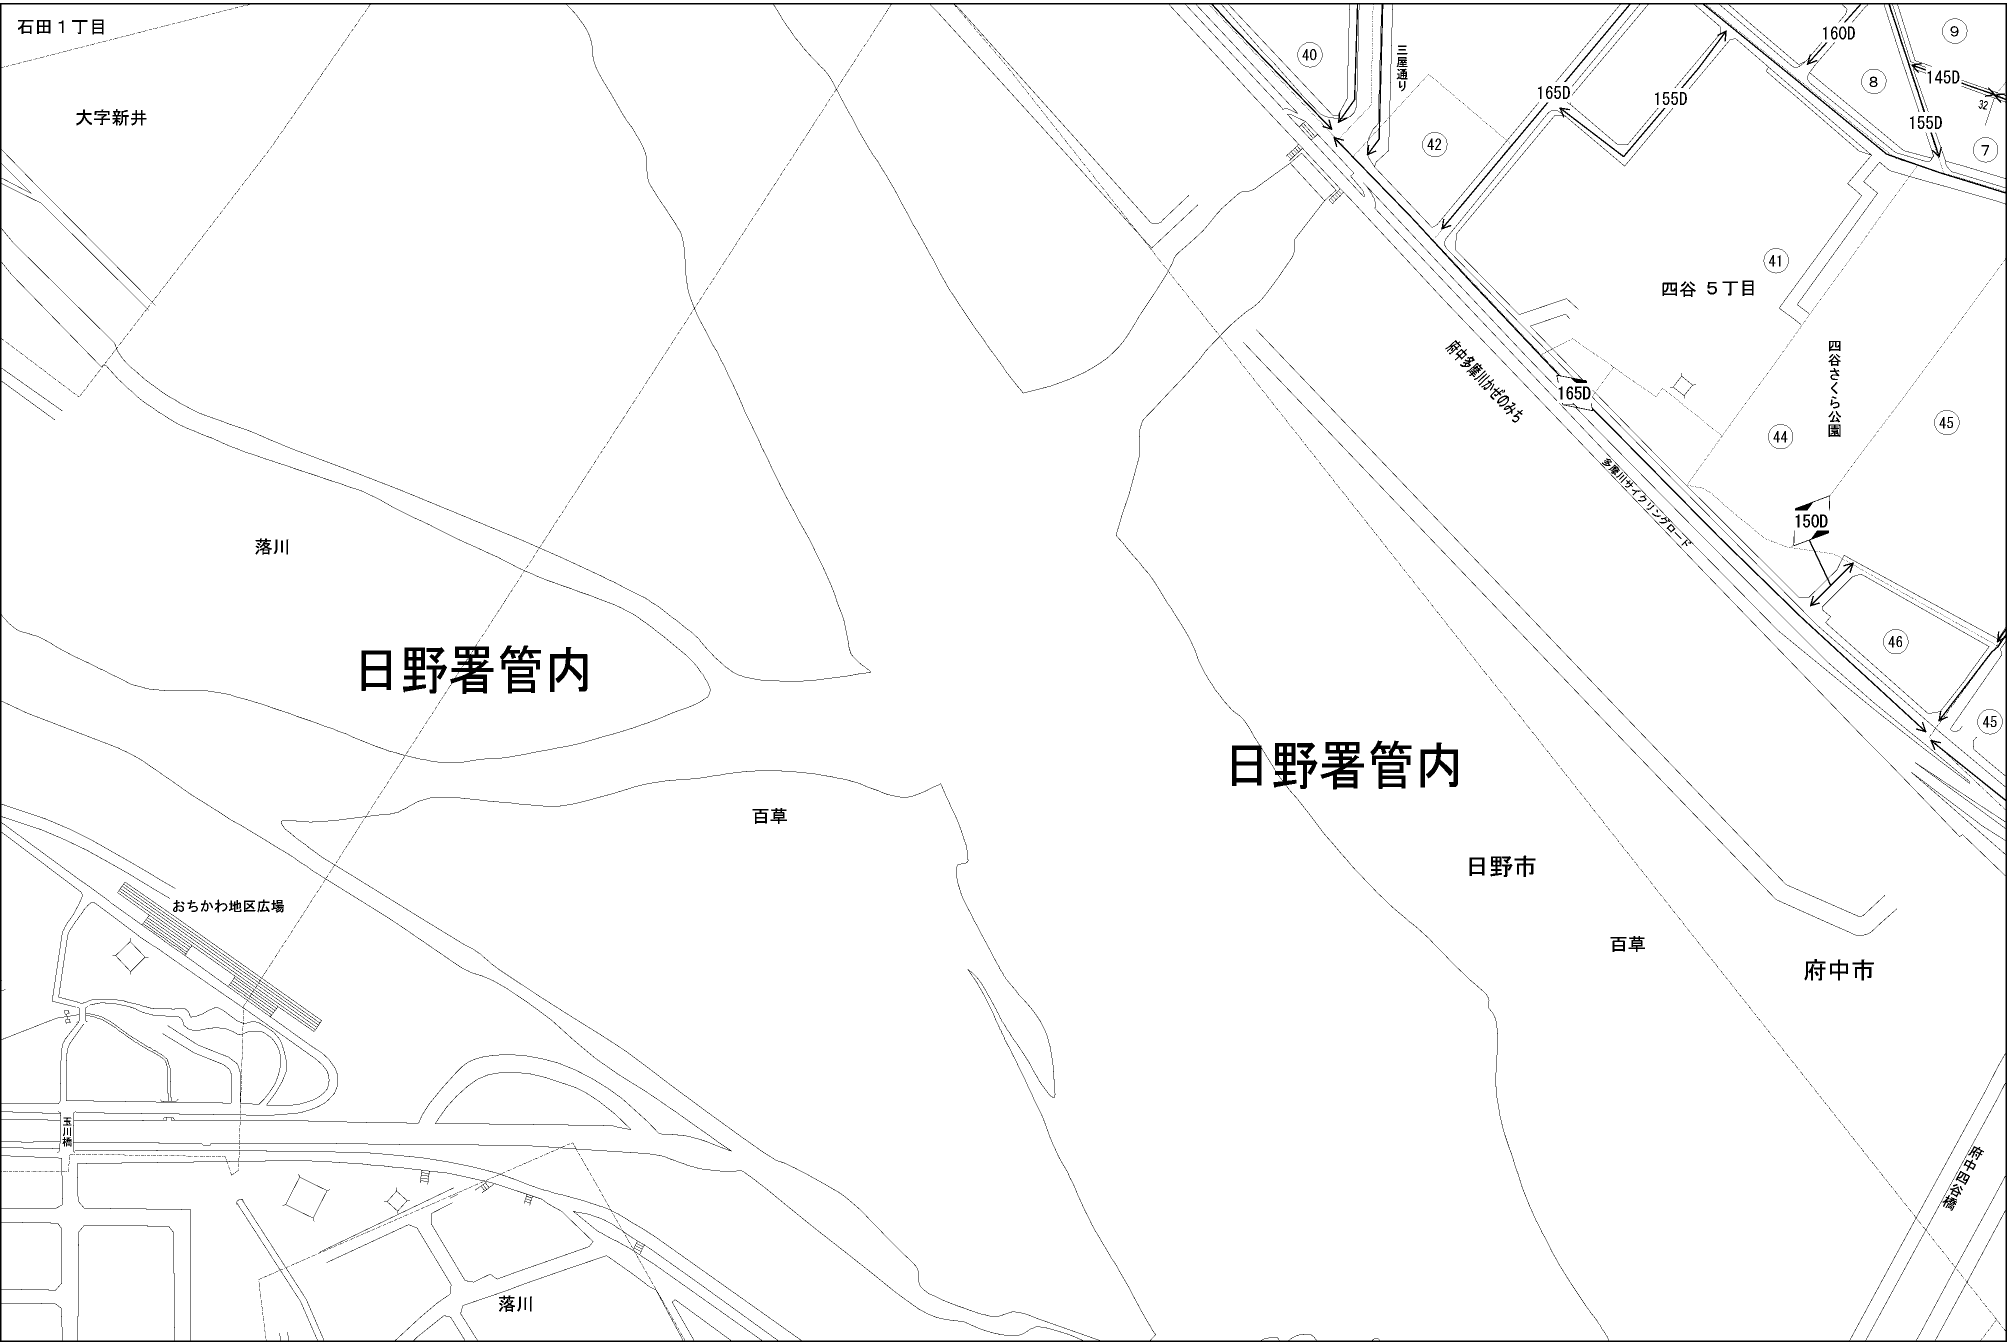 石田１丁目
大字新井
40
三屋通り
42
165D
155D
160D
8
9
145D
32
155D
7
41
四谷 ５丁目
府中多摩川かぜのみち
165D
四谷さくら公園
44
45
多摩川サイクリングロード
150D
46
45
落川
日野署管内
日野署管内
百草
日野市
百草
府中市
おちかわ地区広場
玉川橋
府中四谷橋
落川